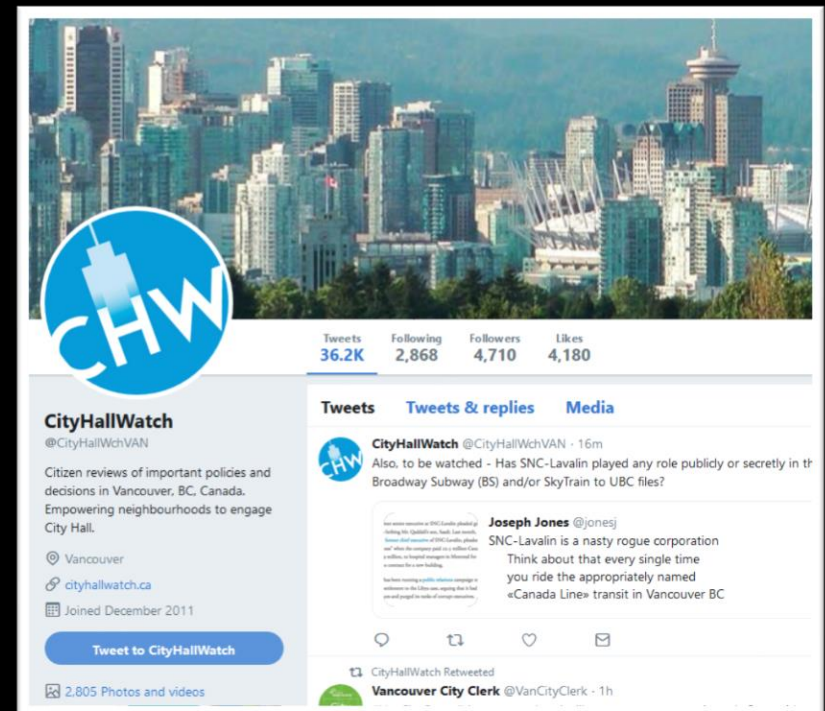 CHW
Tweets
36.2K
Following
2,868
Followers
4,710
Likes
4,180
CityHallWatch
@CityHallWchVAN
Citizen reviews of important policies and
decisions in Vancouver, BC, Canada.
Empowering neighbourhoods to engage
City Hall.
Vancouver
cityhallwatch.ca
Joined December 2011
Tweet to CityHallWatch
2,805 Photos and videos
Tweets Tweets & replies Media
CHW
CityHallWatch @CityHallWchVAN · 16m
Also, to be watched - Has SNC-Lavalin played any role publicly or secretly in th
Broadway Subway (BS) and/or SkyTrain to UBC files?
Joseph Jones @jonesj
SNC-Lavalin is a nasty rogue corporation
Think about that every single time
you ride the appropriately named
«Canada Line» transit in Vancouver BC
CityHallWatch Retweeted
Vancouver City Clerk @VanCityClerk · 1h